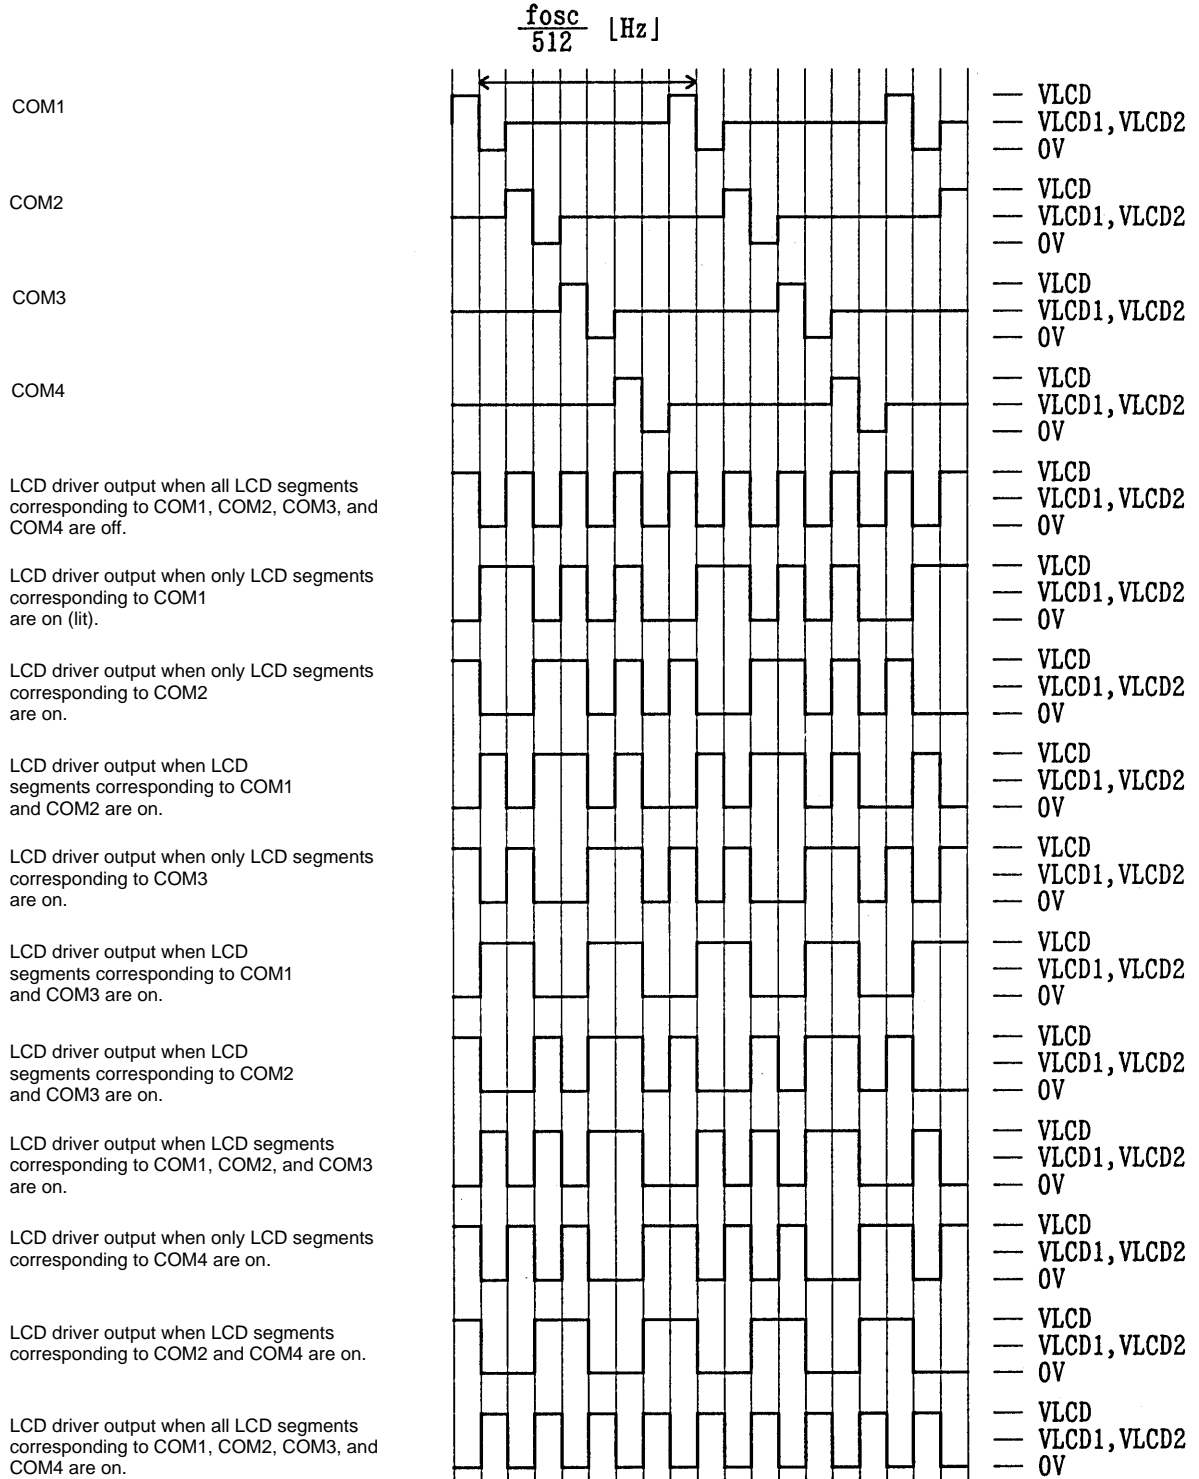 fosc
512
[Hz]
COM1
VLCD
VLCD1,VLCD2
0V
COM2
VLCD
VLCD1,VLCD2
0V
COM3
VLCD
VLCD1,VLCD2
0V
COM4
VLCD
VLCD1,VLCD2
0V
LCD driver output when all LCD segments
corresponding to COM1, COM2, COM3, and
COM4 are off.
VLCD
VLCD1,VLCD2
0V
LCD driver output when only LCD segments
corresponding to COM1
are on (lit).
VLCD
VLCD1,VLCD2
0V
LCD driver output when only LCD segments
corresponding to COM2
are on.
VLCD
VLCD1,VLCD2
0V
LCD driver output when LCD
segments corresponding to COM1
and COM2 are on.
VLCD
VLCD1,VLCD2
0V
LCD driver output when only LCD segments
corresponding to COM3
are on.
VLCD
VLCD1,VLCD2
0V
LCD driver output when LCD
segments corresponding to COM1
and COM3 are on.
VLCD
VLCD1,VLCD2
0V
LCD driver output when LCD
segments corresponding to COM2
and COM3 are on.
VLCD
VLCD1,VLCD2
0V
LCD driver output when LCD segments
corresponding to COM1, COM2, and COM3
are on.
VLCD
VLCD1,VLCD2
0V
LCD driver output when only LCD segments
corresponding to COM4 are on.
VLCD
VLCD1,VLCD2
0V
LCD driver output when LCD segments
corresponding to COM2 and COM4 are on.
VLCD
VLCD1,VLCD2
0V
LCD driver output when all LCD segments
corresponding to COM1, COM2, COM3, and
COM4 are on.
VLCD
VLCD1,VLCD2
0V